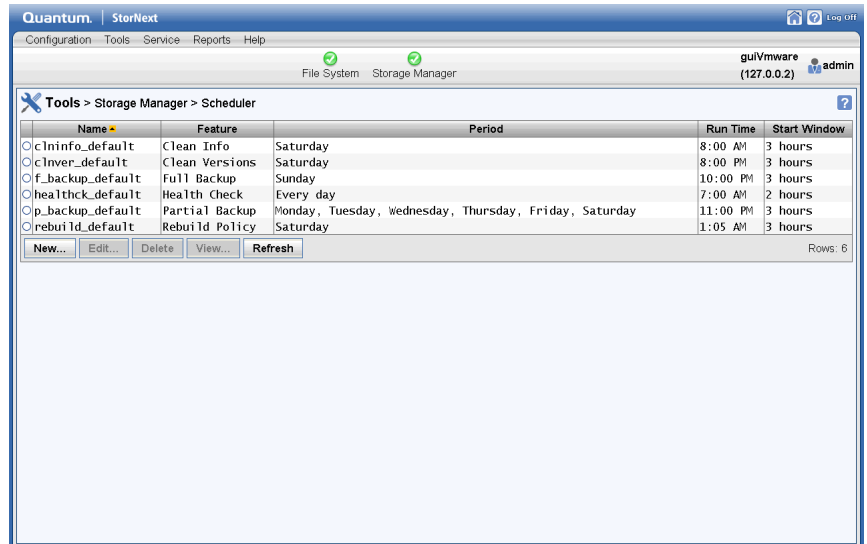 Quantum. StorNext Log Off
Configuration Tools Service Reports Help
File System Storage Manager
guiVmware
(127.0.0.2)
admin
Tools > Storage Manager > Scheduler
Name Feature Period Run Time Start Window
clninfo_default Clean Info Saturday 8:00 AM 3 hours
clnver_default Clean Versions Saturday 8:00 PM 3 hours
f_backup_default Full Backup Sunday 10:00 PM 3 hours
healthck_default Health Check Every day 7:00 AM 2 hours
p_backup_default Partial Backup Monday, Tuesday, Wednesday, Thursday, Friday, Saturday 11:00 PM 3 hours
rebuild_default Rebuild Policy Saturday 1:05 AM 3 hours
New... Edit... Delete View... Refresh Rows: 6